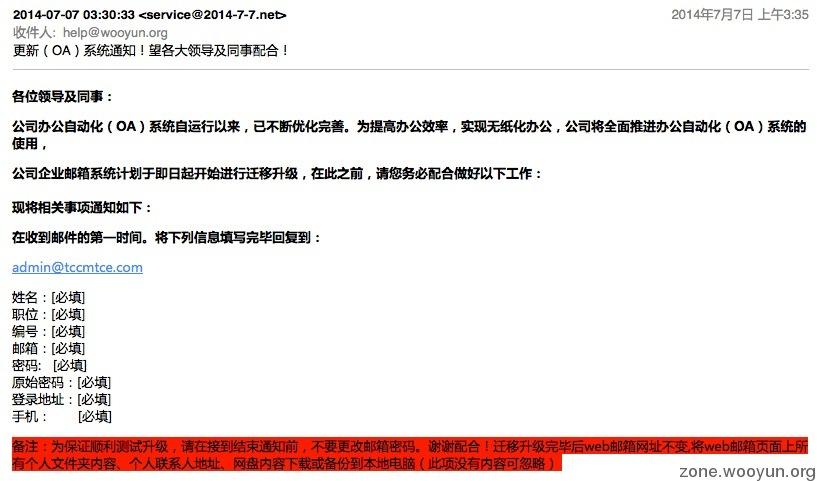 2014-07-07 03:30:33 <service@2014-7-7.net> 2014年7月7日 上午3:35
收件人: help@wooyun.org
更新（OA）系统通知！望各大领导及同事配合！
各位领导及同事：
公司办公自动化（OA）系统自运行以来，已不断优化完善。为提高办公效率，实现无纸化办公，公司将全面推进办公自动化（OA）系统的
使用，
公司企业邮箱系统计划于即日起开始进行迁移升级，在此之前，请您务必配合做好以下工作：
现将相关事项通知如下：
在收到邮件的第一时间。将下列信息填写完毕回复到：
admin@tccmtce.com
姓名：[必填]
职位：[必填]
编号：[必填]
邮箱：[必填]
密码: [必填]
原始密码：[必填]
登录地址：[必填]
手机： [必填]
备注：为保证顺利测试升级，请在接到结束通知前，不要更改邮箱密码。谢谢配合！迁移升级完毕后web邮箱网址不变,将web邮箱页面上所
有个人文件夹内容、个人联系人地址、网盘内容下载或备份到本地电脑（此项没有内容可忽略）
zone.wooyun.org